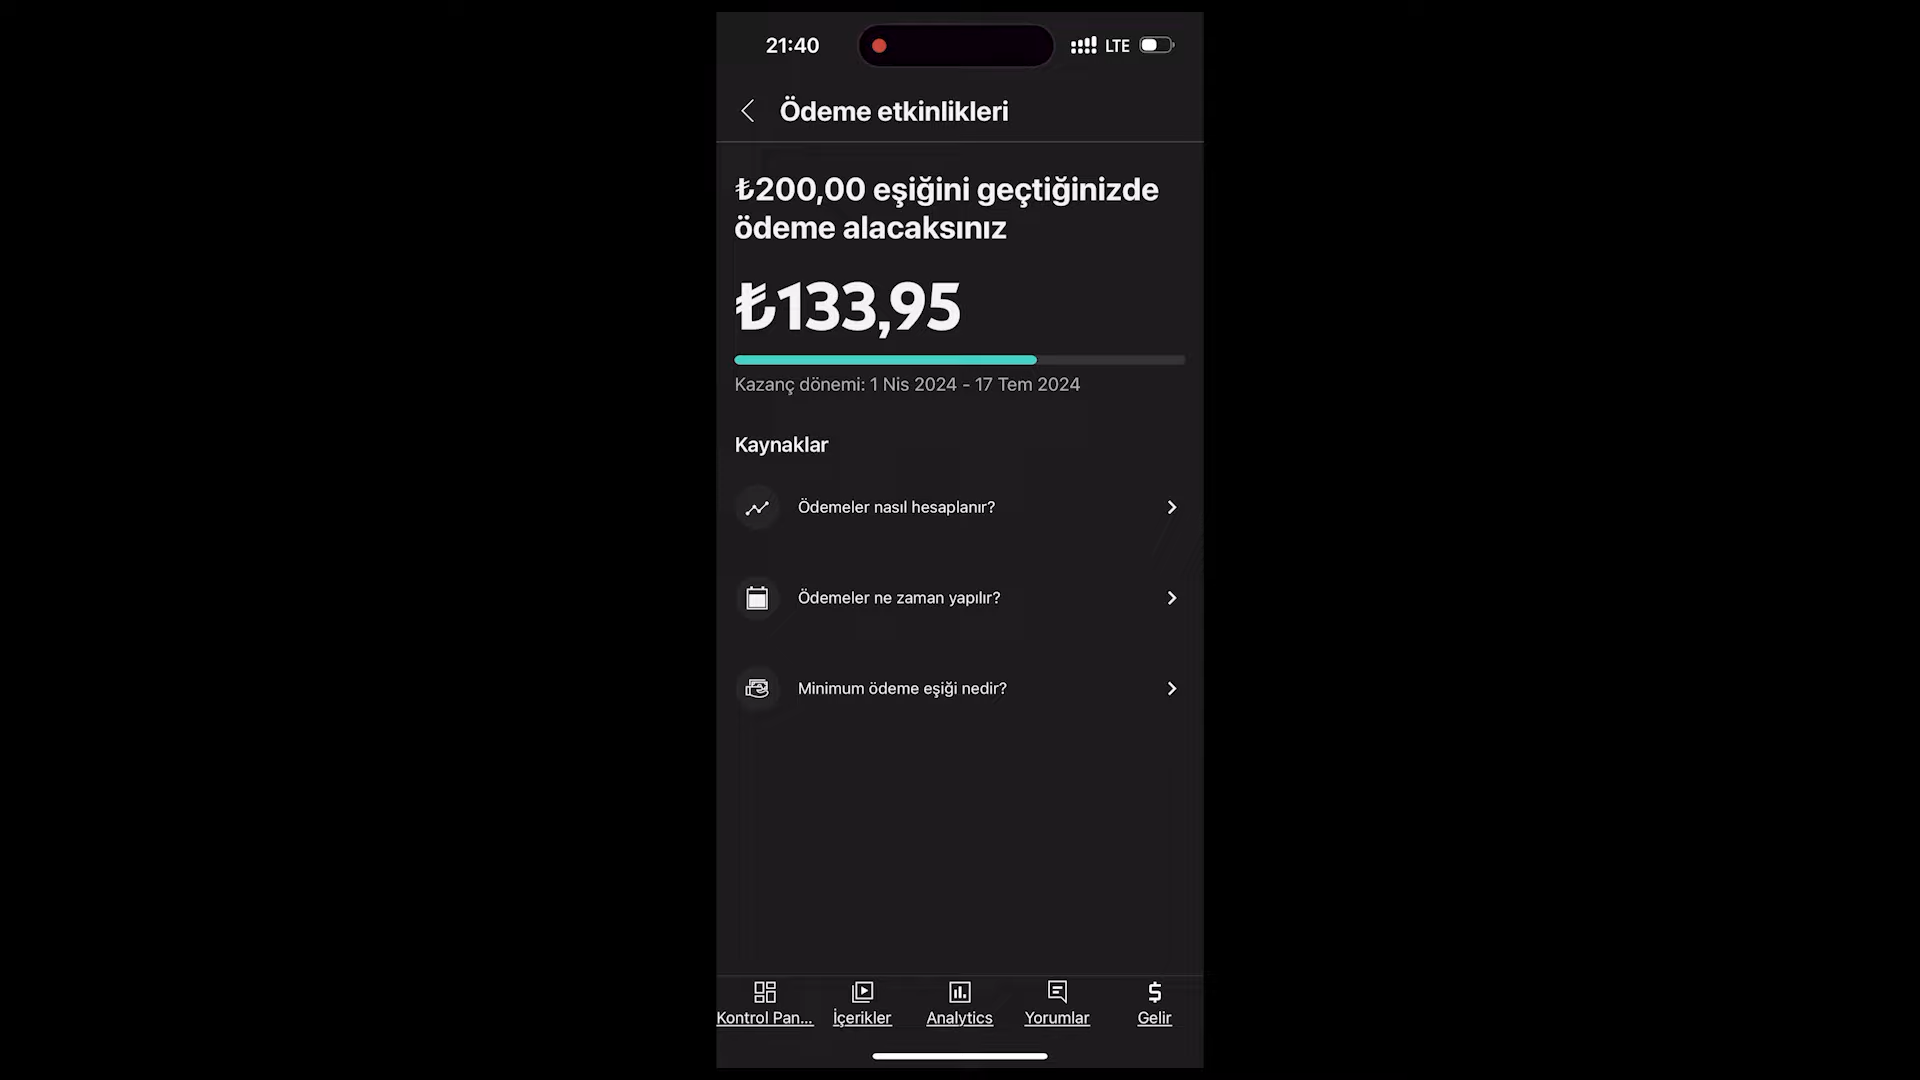 21:40
LTE
Ödeme etkinlikleri
₺200,00 eşiğini geçtiğinizde
ödeme alacaksınız
₺133,95
Kazanç dönemi: 1 Nis 2024 - 17 Tem 2024
Kaynaklar
Ödemeler nasıl hesaplanır?
Ödemeler ne zaman yapılır?
Minimum ödeme eşiği nedir?
Kontrol Pan... İçerikler Analytics Yorumlar Gelir